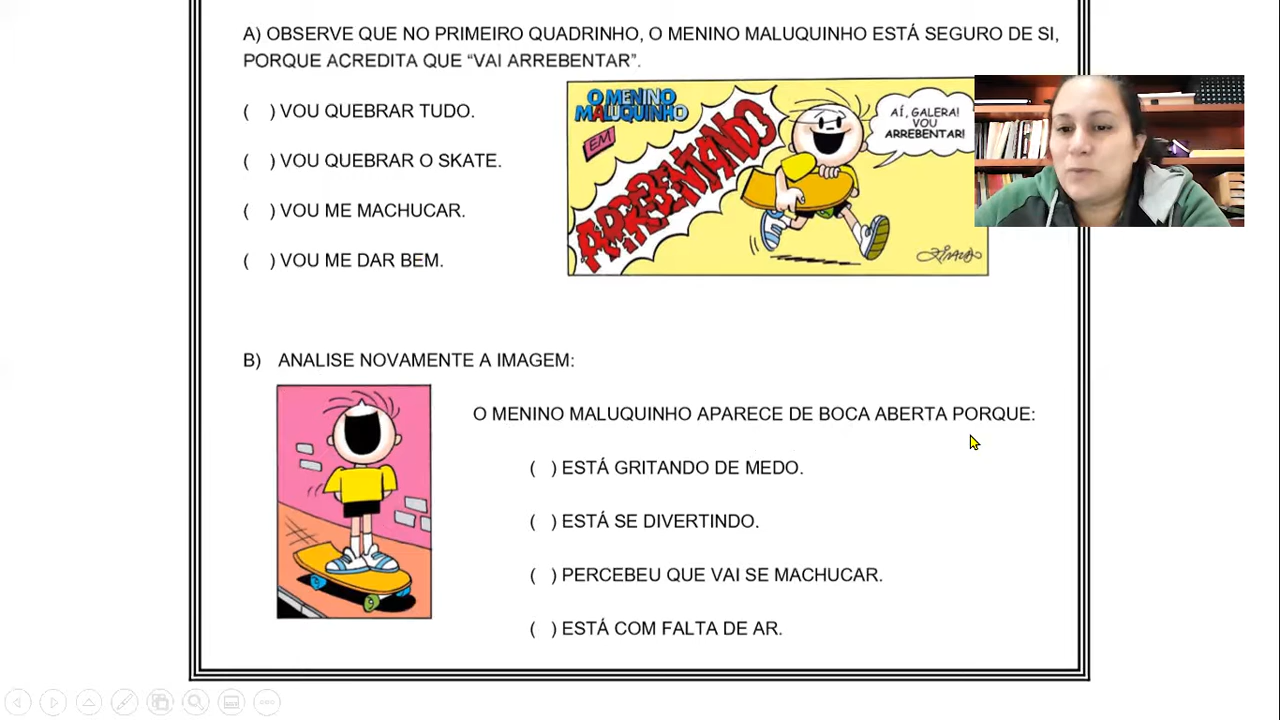 A) OBSERVE QUE NO PRIMEIRO QUADRINHO, O MENINO MALUQUINHO ESTÁ SEGURO DE SI,
PORQUE ACREDITA QUE “VAI ARREBENTAR”.
( ) VOU QUEBRAR TUDO.
( ) VOU QUEBRAR O SKATE.
( ) VOU ME MACHUCAR.
( ) VOU ME DAR BEM.
O MENINO
MALUQUINHO
EM
ARREBENTANDO
AÍ, GALERA!
VOU
ARREBENTAR!
ZIRALDO
B) ANALISE NOVAMENTE A IMAGEM:
O MENINO MALUQUINHO APARECE DE BOCA ABERTA PORQUE:
( ) ESTÁ GRITANDO DE MEDO.
( ) ESTÁ SE DIVERTINDO.
( ) PERCEBEU QUE VAI SE MACHUCAR.
( ) ESTÁ COM FALTA DE AR.